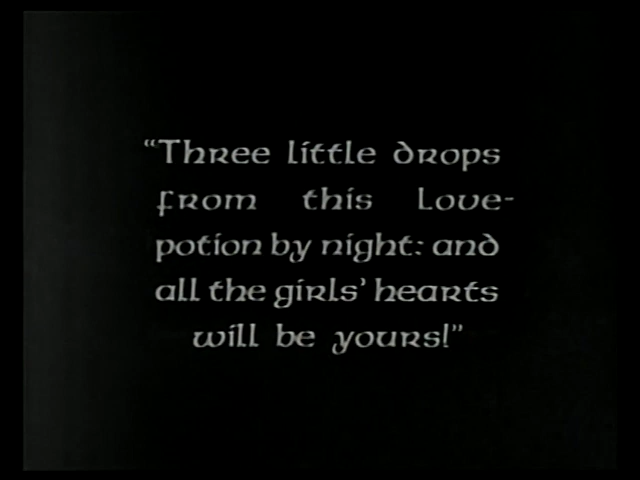 “Three little drops
from this Love-
potion by night: and
all the girls’ hearts
will be yours!”